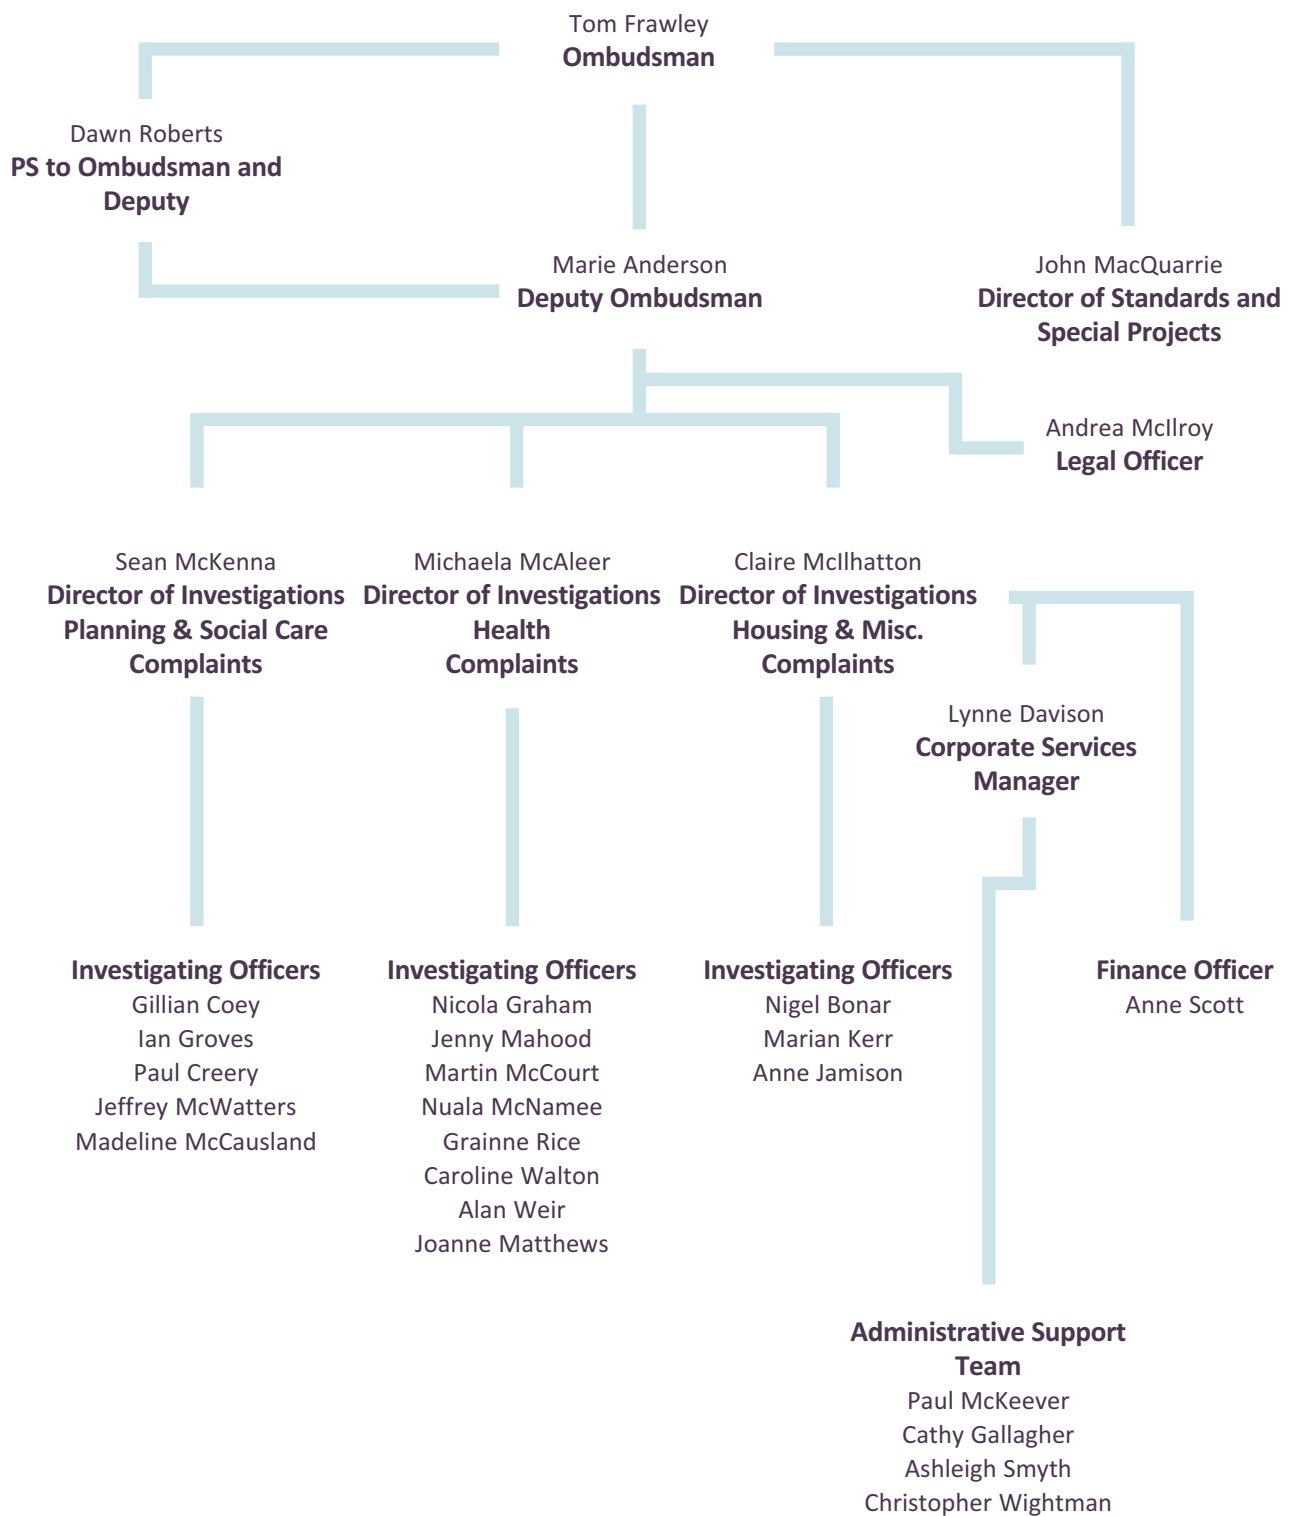 Tom Frawley
Ombudsman
Dawn Roberts
PS to Ombudsman and
Deputy
Marie Anderson
Deputy Ombudsman
John MacQuarrie
Director of Standards and
Special Projects
Andrea McIlroy
Legal Officer
Sean McKenna
Director of Investigations
Planning & Social Care
Complaints
Michaela McAleer
Director of Investigations
Health
Complaints
Claire McIlhatton
Director of Investigations
Housing & Misc.
Complaints
Lynne Davison
Corporate Services
Manager
Investigating Officers
Gillian Coey
Ian Groves
Paul Creery
Jeffrey McWatters
Madeline McCausland
Investigating Officers
Nicola Graham
Jenny Mahood
Martin McCourt
Nuala McNamee
Grainne Rice
Caroline Walton
Alan Weir
Joanne Matthews
Investigating Officers
Nigel Bonar
Marian Kerr
Anne Jamison
Finance Officer
Anne Scott
Administrative Support
Team
Paul McKeever
Cathy Gallagher
Ashleigh Smyth
Christopher Wightman